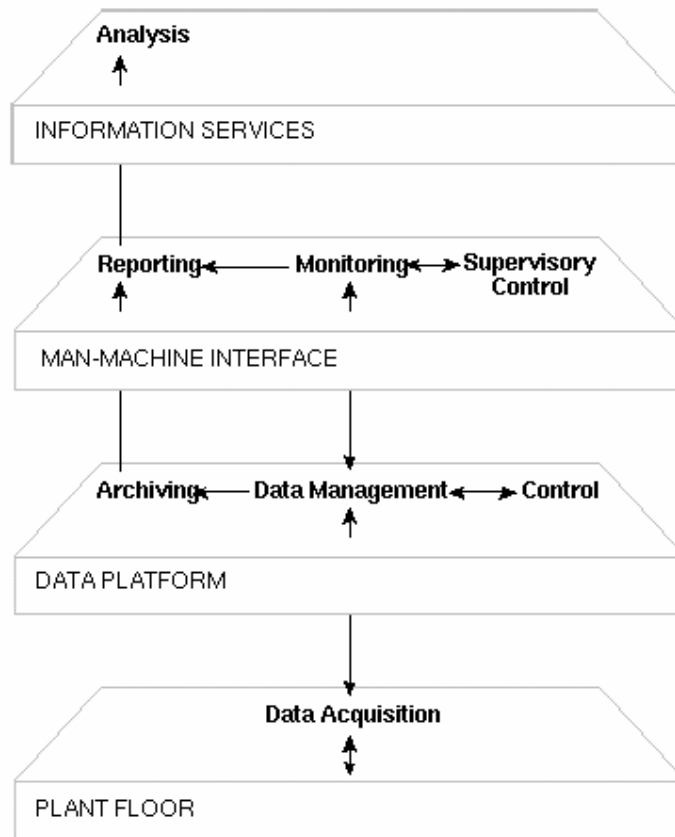 Analysis
INFORMATION SERVICES
Reporting Monitoring Supervisory
Control
MAN-MACHINE INTERFACE
Archiving Data Management Control
DATA PLATFORM
Data Acquisition
PLANT FLOOR